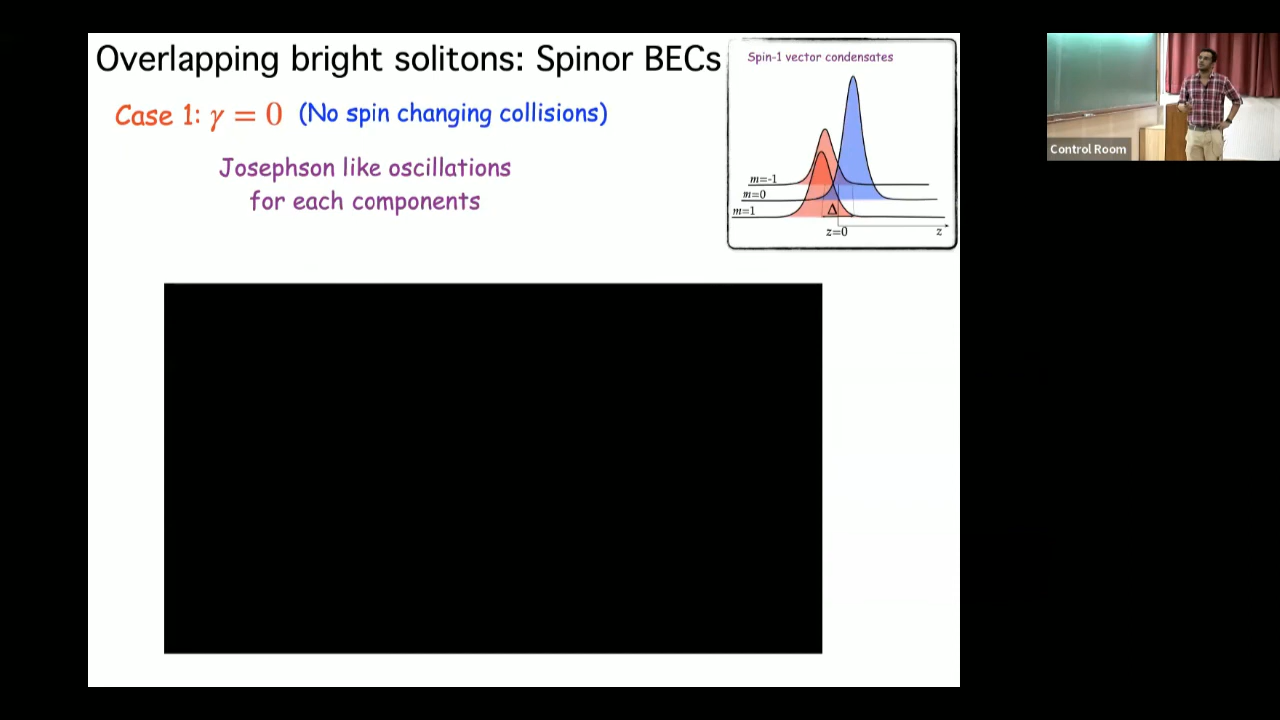 Overlapping bright solitons: Spinor BECs
Case 1: γ = 0 (No spin changing collisions)
Josephson like oscillations
for each components
Spin-1 vector condensates
m=-1
m=0
m=1
Δ
z=0
z
Control Room